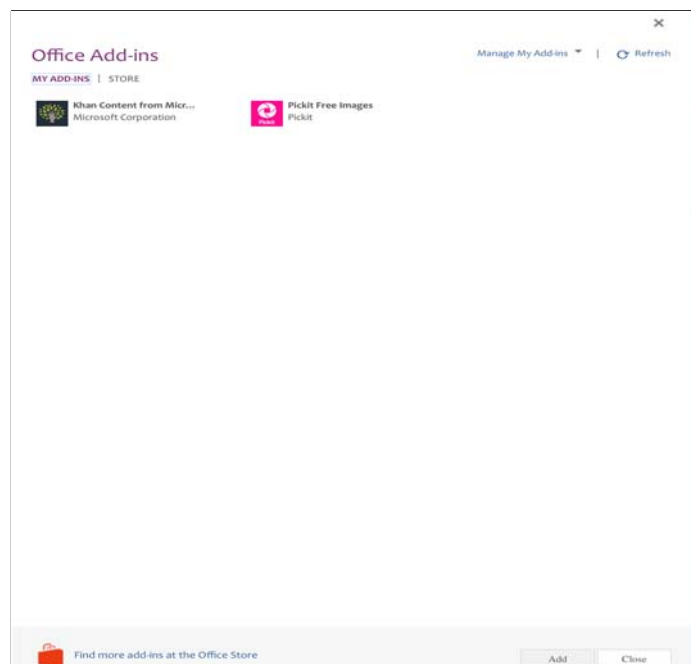 Office Add-ins
Manage My Add-ins | Refresh
MY ADD-INS | STORE
Khan Content from Micr...
Microsoft Corporation
Pickit Free Images
Pickit
Pickit
Find more add-ins at the Office Store
Add
Close